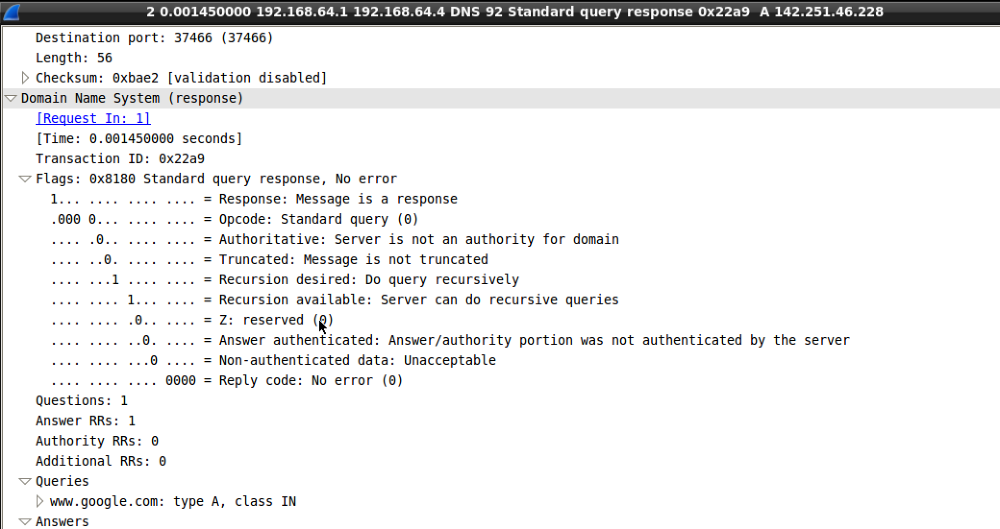 2 0.001450000 192.168.64.1 192.168.64.4 DNS 92 Standard query response 0x22a9  A 142.251.46.228
Destination port: 37466 (37466)
Length: 56
Checksum: 0xbae2 [validation disabled]
Domain Name System (response)
[Request In: 1]
[Time: 0.001450000 seconds]
Transaction ID: 0x22a9
Flags: 0x8180 Standard query response, No error
1... .... .... .... = Response: Message is a response
.000 0... .... .... = Opcode: Standard query (0)
.... .0.. .... .... = Authoritative: Server is not an authority for domain
.... ..0. .... .... = Truncated: Message is not truncated
.... ...1 .... .... = Recursion desired: Do query recursively
.... .... 1... .... = Recursion available: Server can do recursive queries
.... .... .0.. .... = Z: reserved (0)
.... .... ..0. .... = Answer authenticated: Answer/authority portion was not authenticated by the server
.... .... ...0 .... = Non-authenticated data: Unacceptable
.... .... .... 0000 = Reply code: No error (0)
Questions: 1
Answer RRs: 1
Authority RRs: 0
Additional RRs: 0
Queries
www.google.com: type A, class IN
Answers